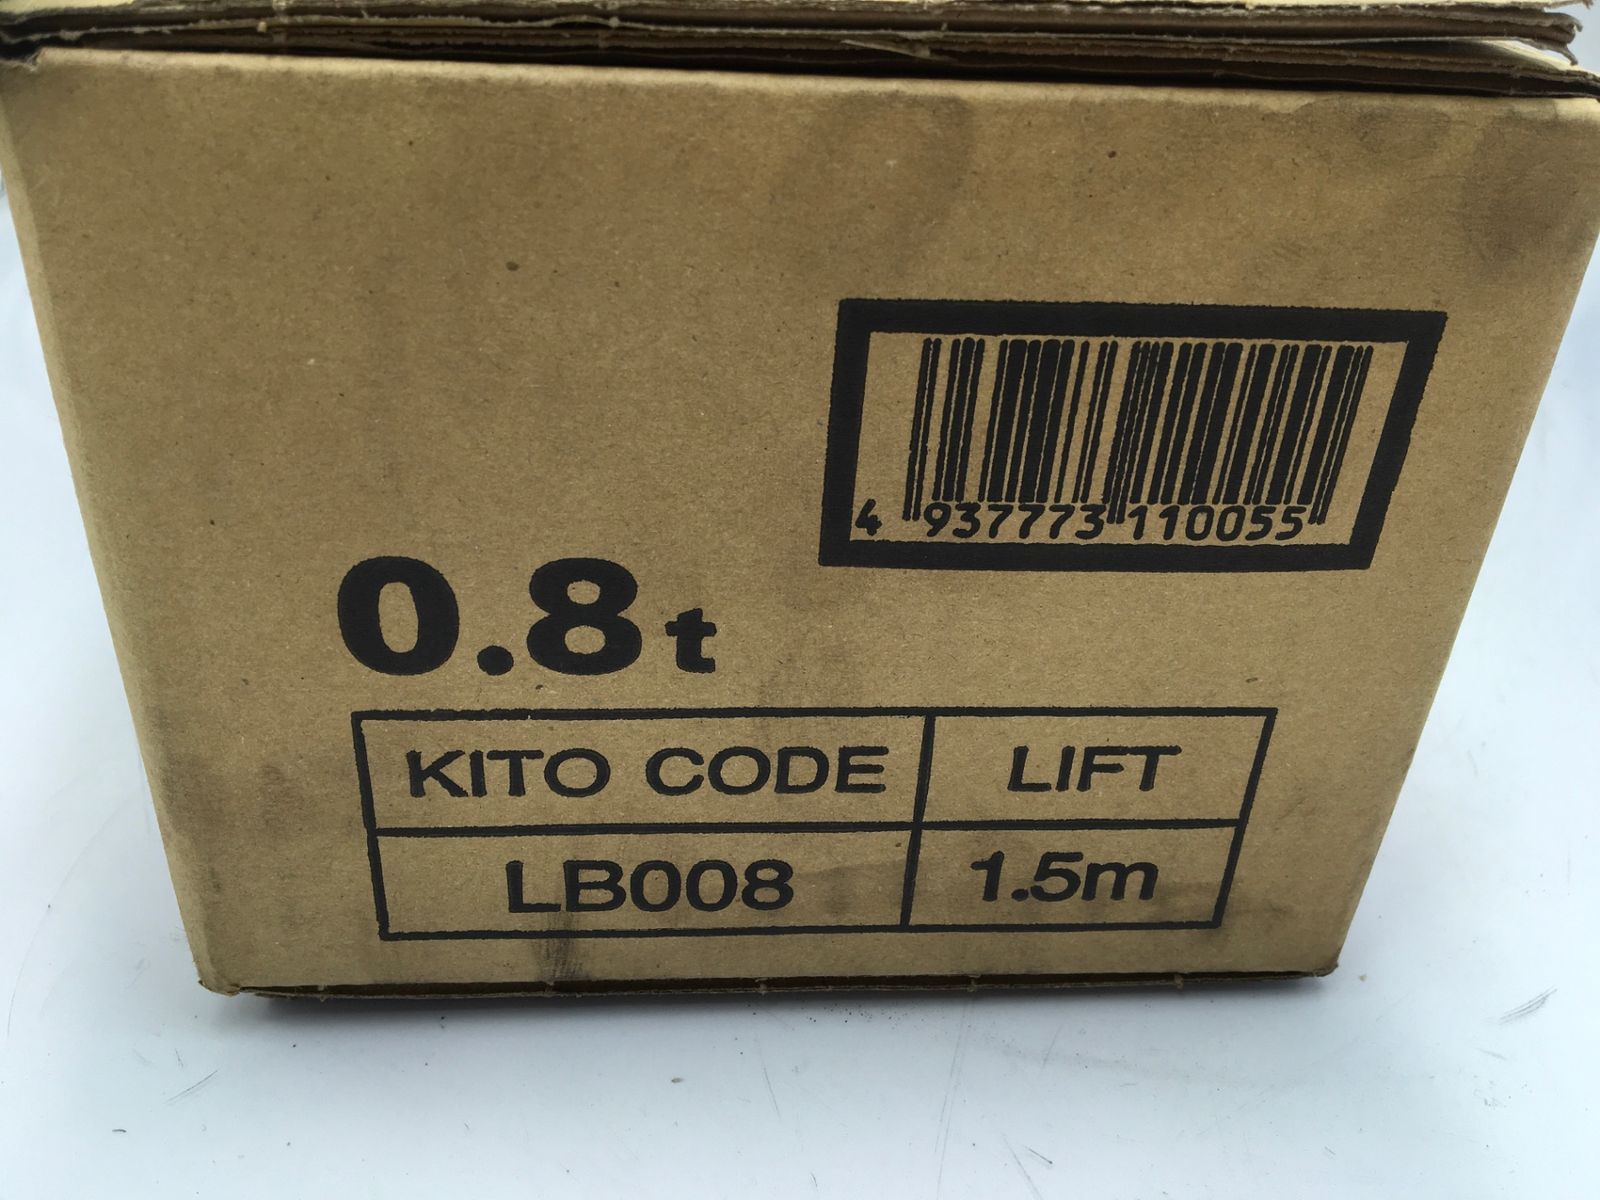 4 937773 110055
0.8t
KITO CODE LIFT
LB008 1.5m